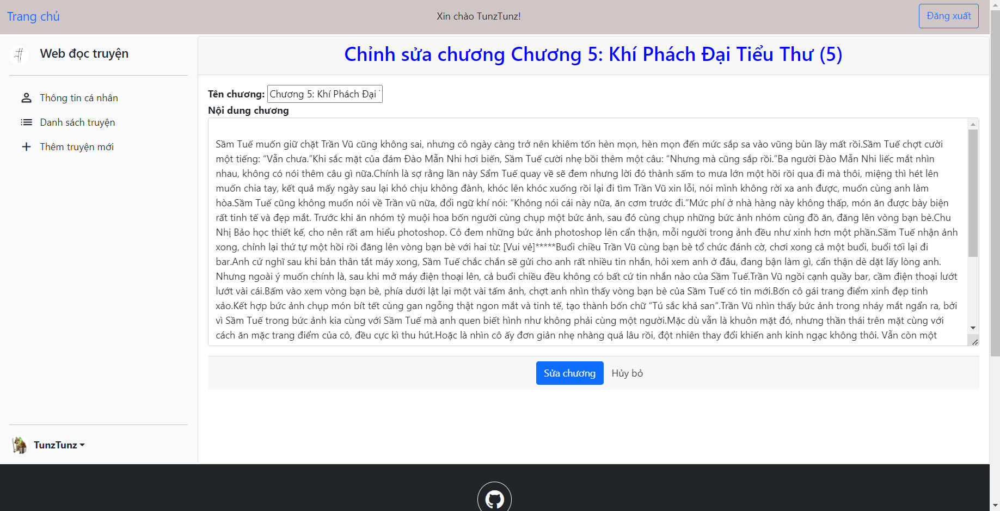 Trang chủ
Xin chào TunzTunz!
Đăng xuất
Web đọc truyện
Thông tin cá nhân
Danh sách truyện
Thêm truyện mới
TunzTunz
Chỉnh sửa chương Chương 5: Khí Phách Đại Tiểu Thư (5)
Tên chương: Chương 5: Khí Phách Đại
Nội dung chương
Sầm Tuế muốn giữ chặt Trần Vũ cũng không sai, nhưng cô ngày càng trở nên khiêm tốn hèn mọn, hèn mọn đến mức sắp sa vào vũng bùn lầy mất rồi.Sầm Tuế chợt cười
một tiếng: “Vẫn chưa.”Khi sắc mặt của đám Đào Mẫn Nhi hơi biến, Sầm Tuế cười nhẹ bồi thêm một câu: “Nhưng mà cũng sắp rồi.”Ba người Đào Mẫn Nhi liếc mắt nhìn
nhau, không có nói thêm câu gì nữa.Chính là sợ rằng lần này Sẩm Tuế quay về sẽ đem nhưng lời đó thành sấm to mưa lớn một hồi rồi qua đi mà thôi, miệng thì hét lên
muốn chia tay, kết quả mấy ngày sau lại khó chịu không đành, khóc lên khóc xuống rồi lại đi tìm Trần Vũ xin lỗi, nói mình không rời xa anh được, muốn cùng anh làm
hòa.Sầm Tuế cũng không muốn nói về Trần vũ nữa, đổi ngữ khí nói: “Không nói cái này nữa, ăn cơm trước đi.”Mức phí ở nhà hàng này không thấp, món ăn được bày biện
rất tinh tế và đẹp mắt. Trước khi ăn nhóm tỷ muội hoa bốn người cùng chụp một bức ảnh, sau đó cùng chụp những bức ảnh nhóm cùng đồ ăn, đăng lên vòng bạn bè.Chu
Nhị Bảo học thiết kế, cho nên rất am hiểu photoshop. Cô đem những bức ảnh photoshop lên cẩn thận, mỗi người trong ảnh đều như xinh hơn một phần.Sầm Tuế nhận ảnh
xong, chỉnh lại thứ tự một hồi rồi đăng lên vòng bạn bè với hai từ: [Vui vẻ]*****Buổi chiều Trần Vũ cùng bạn bè tổ chức đánh cờ, chơi xong cả một buổi, buổi tối lại đi
bar.Anh cứ nghĩ sau khi bản thân tắt máy xong, Sầm Tuế chắc chắn sẽ gửi cho anh rất nhiều tin nhắn, hỏi xem anh ở đâu, đang bận làm gì, cẩn thận dè dặt lấy lòng anh.
Nhưng ngoài ý muốn chính là, sau khi mở máy điện thoại lên, cả buổi chiều đều không có bất cứ tin nhắn nào của Sầm Tuế.Trần Vũ ngồi cạnh quầy bar, cầm điện thoại lướt
lướt vài cái.Bấm vào xem vòng bạn bè, phía dưới lật lại một vài tấm ảnh, chợt anh nhìn thấy vòng bạn bè của Sầm Tuế có tin mới.Bốn cô gái trang điểm xinh đẹp tinh
xảo.Kết hợp bức ảnh chụp món bít tết cùng gan ngỗng thật ngon mắt và tinh tế, tạo thành bốn chữ “Tú sắc khả san”.Trần Vũ nhìn thấy bức ảnh trong nháy mắt ngẩn ra, bởi
vì Sầm Tuế trong bức ảnh kia cùng với Sầm Tuế mà anh quen biết hình như không phải cùng một người.Mặc dù vẫn là khuôn mặt đó, nhưng thần thái trên mặt cùng với
cách ăn mặc trang điểm của cô, đều cực kì thu hút.Hoặc là nhìn cô ấy đơn giản nhẹ nhàng quá lâu rồi, đột nhiên thay đổi khiến anh kinh ngạc không thôi. Vẫn còn một
Sửa chương
Hủy bỏ